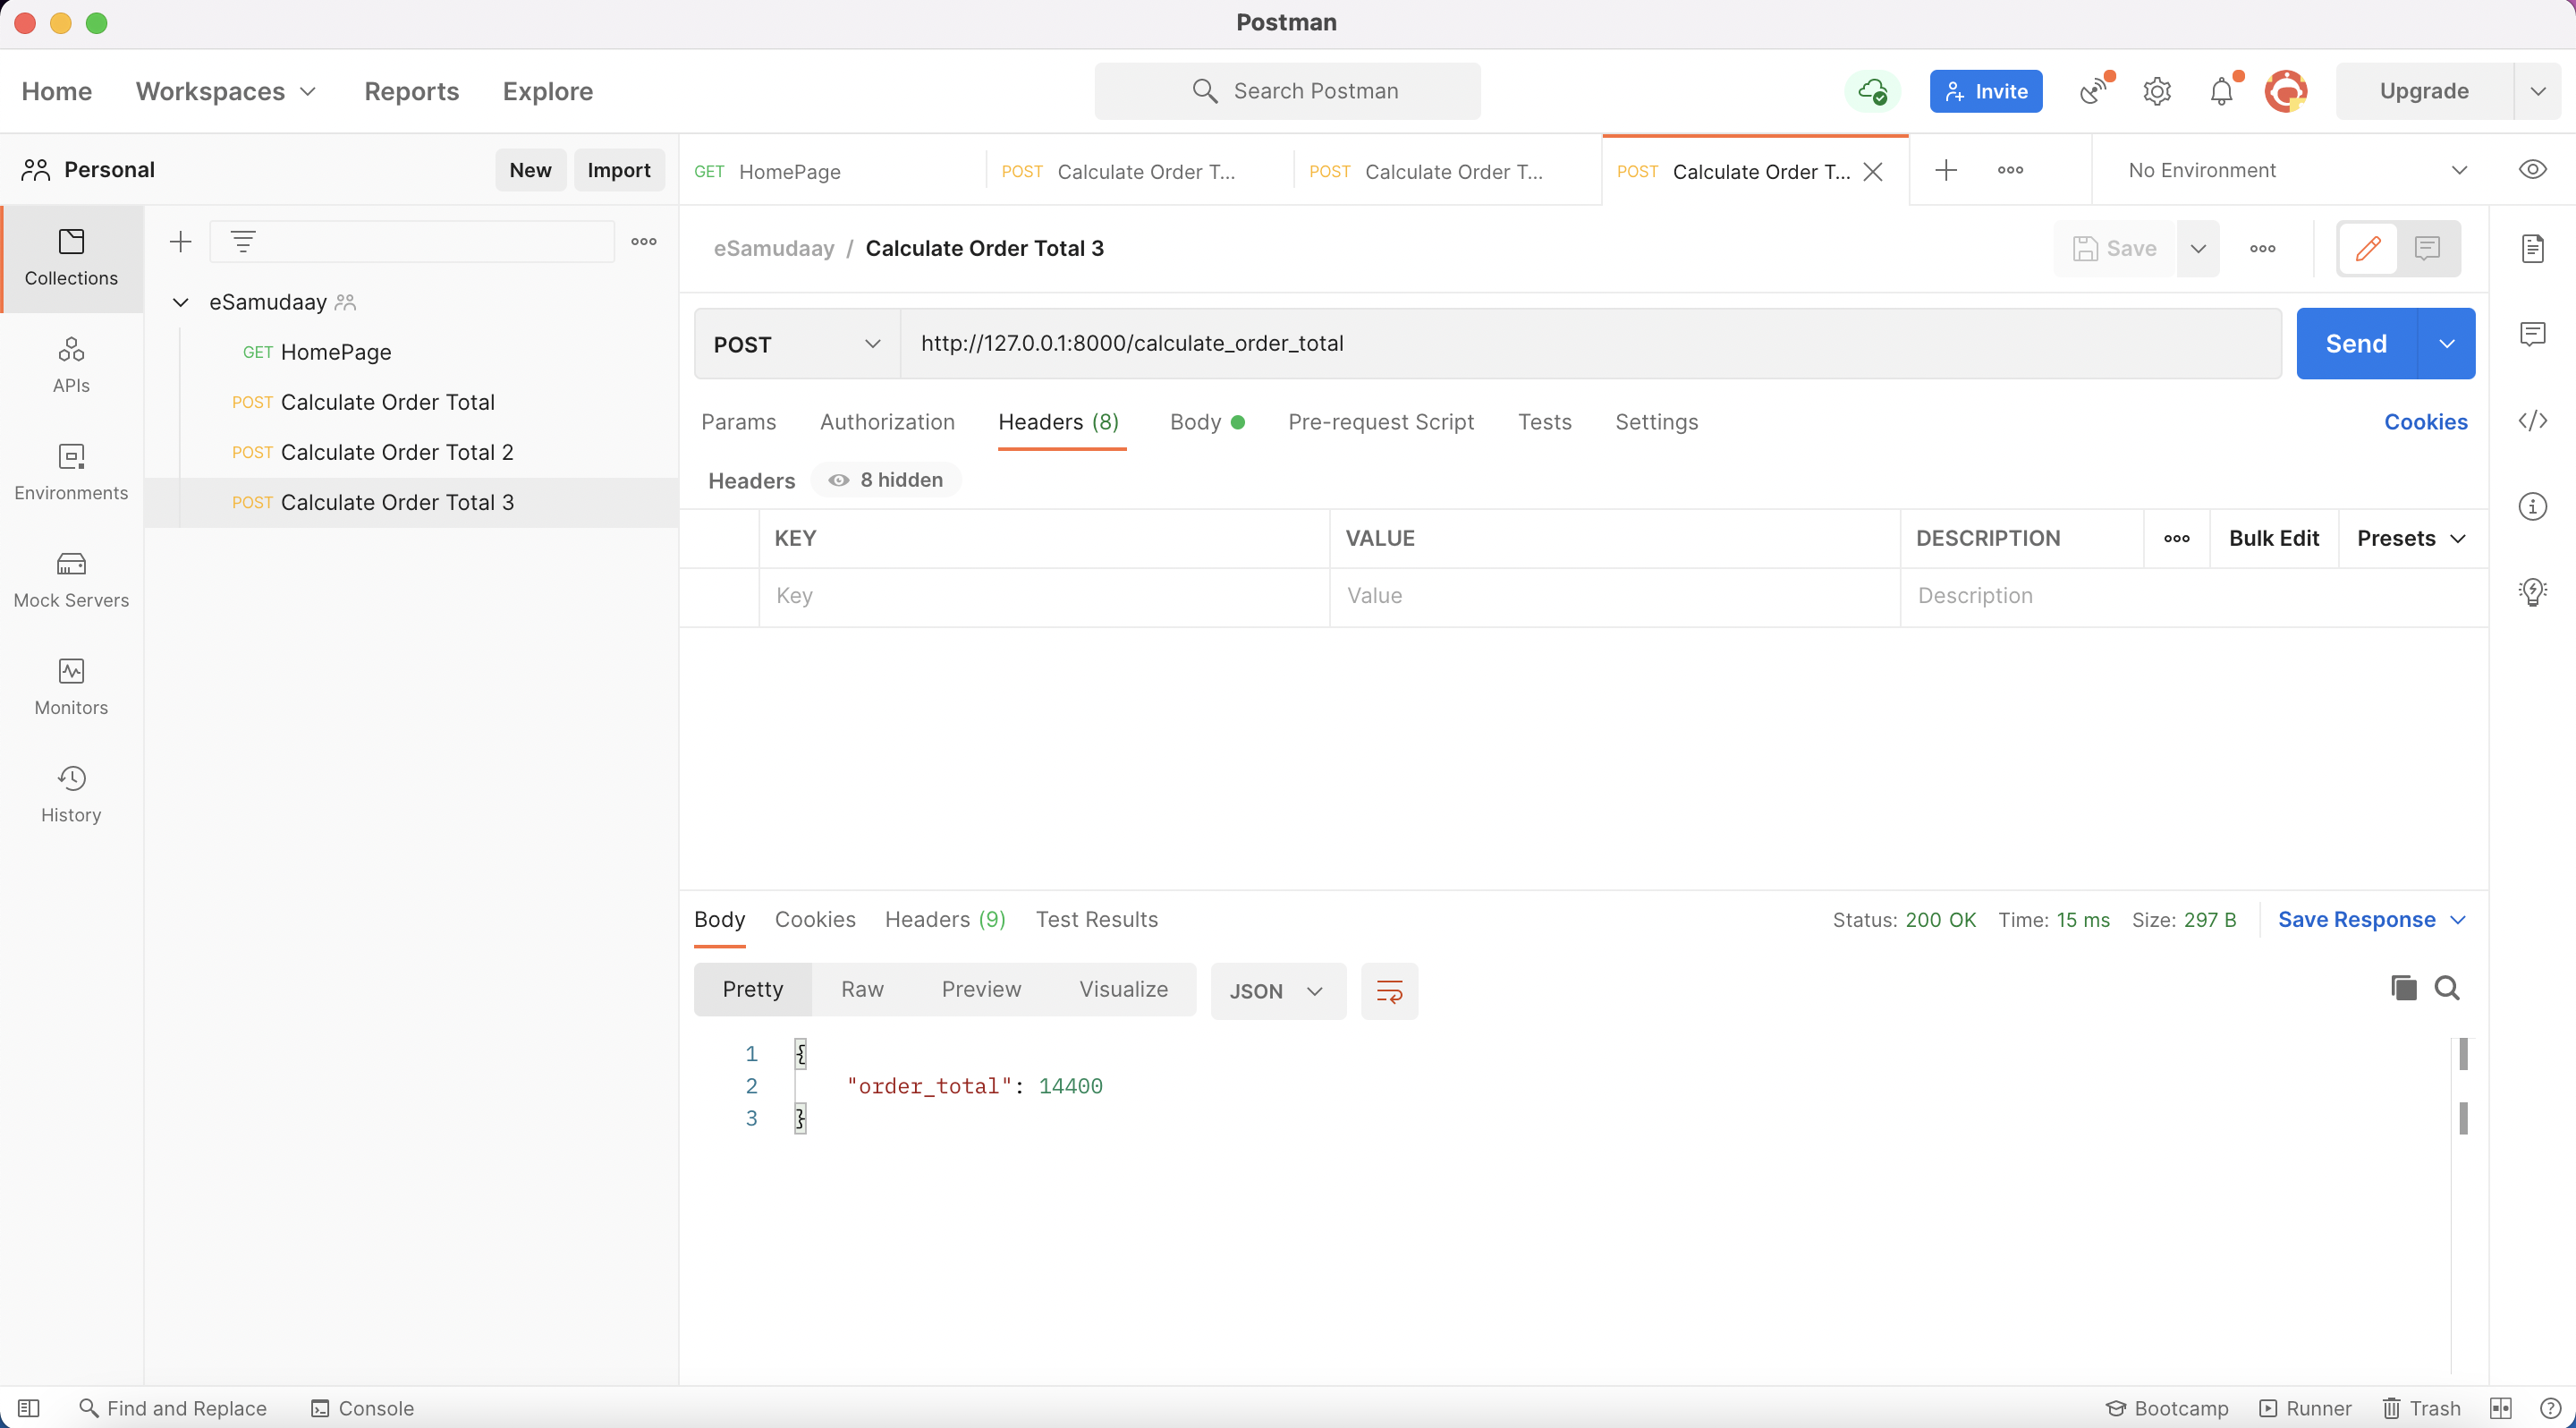 Postman
Home Workspaces Reports Explore Search Postman Invite Upgrade
Personal New Import GET HomePage POST Calculate Order T... POST Calculate Order T... POST Calculate Order T... No Environment
Collections
APIs
Environments
Mock Servers
Monitors
History
eSamudaay
GET HomePage
POST Calculate Order Total
POST Calculate Order Total 2
POST Calculate Order Total 3
eSamudaay / Calculate Order Total 3 Save
POST http://127.0.0.1:8000/calculate_order_total Send
Params Authorization Headers (8) Body Pre-request Script Tests Settings Cookies
Headers 8 hidden
KEY VALUE DESCRIPTION Bulk Edit Presets
Key Value Description
Body Cookies Headers (9) Test Results Status: 200 OK Time: 15 ms Size: 297 B Save Response
Pretty Raw Preview Visualize JSON
1 {
2 "order_total": 14400
3 }
Find and Replace Console Bootcamp Runner Trash